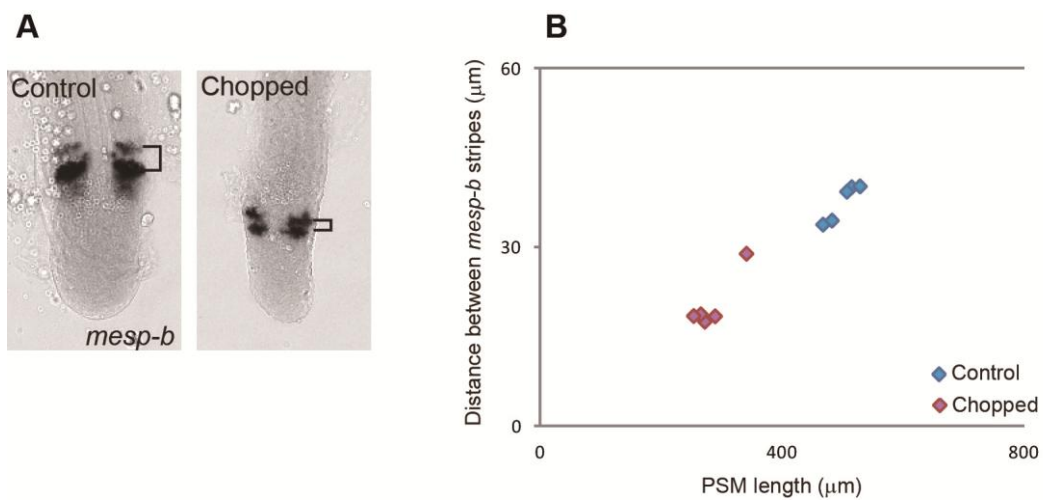 A
Control
Chopped
mesp-b
B
Distance between mesp-b stripes (μm)
60
30
0
0
400
800
PSM length (μm)
Control
Chopped